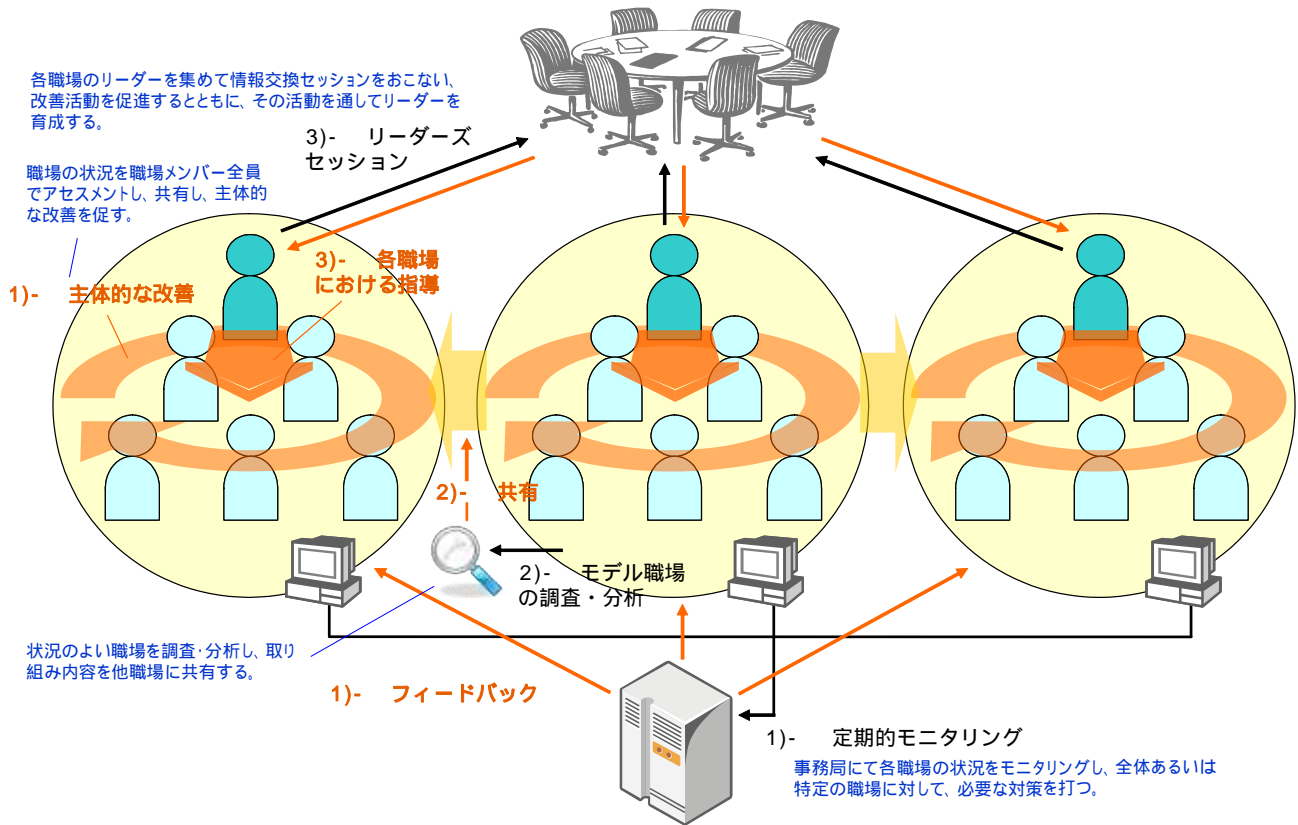 各職場のリーダーを集めて情報交換セッションをおこない、
改善活動を促進するとともに、その活動を通してリーダーを
育成する。
3)- リーダーズ
セッション
職場の状況を職場メンバー全員
でアセスメントし、共有し、主体的
な改善を促す。
3)- 各職場
における指導
1)- 主体的な改善
2)- 共有
2)- モデル職場
の調査・分析
状況のよい職場を調査・分析し、取り
組み内容を他職場に共有する。
1)- フィードバック
1)- 定期的モニタリング
事務局にて各職場の状況をモニタリングし、全体あるいは
特定の職場に対して、必要な対策を打つ。